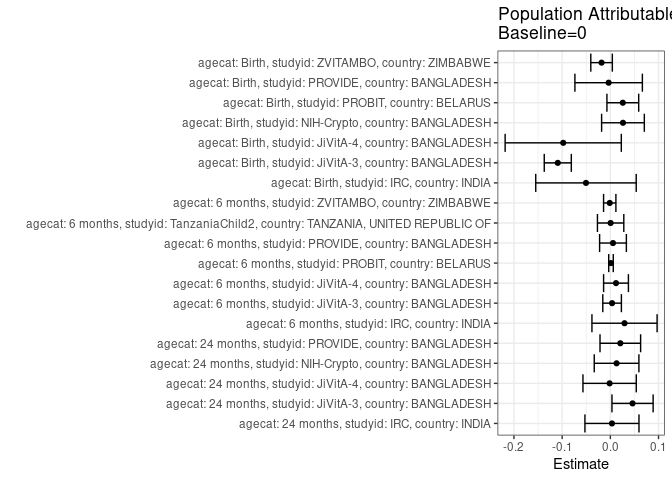 Population Attributable
Baseline=0
agecat: Birth, studyid: ZVITAMBO, country: ZIMBABWE
agecat: Birth, studyid: PROVIDE, country: BANGLADESH
agecat: Birth, studyid: PROBIT, country: BELARUS
agecat: Birth, studyid: NIH-Crypto, country: BANGLADESH
agecat: Birth, studyid: JiVitA-4, country: BANGLADESH
agecat: Birth, studyid: JiVitA-3, country: BANGLADESH
agecat: Birth, studyid: IRC, country: INDIA
agecat: 6 months, studyid: ZVITAMBO, country: ZIMBABWE
agecat: 6 months, studyid: TanzaniaChild2, country: TANZANIA, UNITED REPUBLIC OF
agecat: 6 months, studyid: PROVIDE, country: BANGLADESH
agecat: 6 months, studyid: PROBIT, country: BELARUS
agecat: 6 months, studyid: JiVitA-4, country: BANGLADESH
agecat: 6 months, studyid: JiVitA-3, country: BANGLADESH
agecat: 6 months, studyid: IRC, country: INDIA
agecat: 24 months, studyid: PROVIDE, country: BANGLADESH
agecat: 24 months, studyid: NIH-Crypto, country: BANGLADESH
agecat: 24 months, studyid: JiVitA-4, country: BANGLADESH
agecat: 24 months, studyid: JiVitA-3, country: BANGLADESH
agecat: 24 months, studyid: IRC, country: INDIA
-0.2 -0.1 0.0 0.1
Estimate